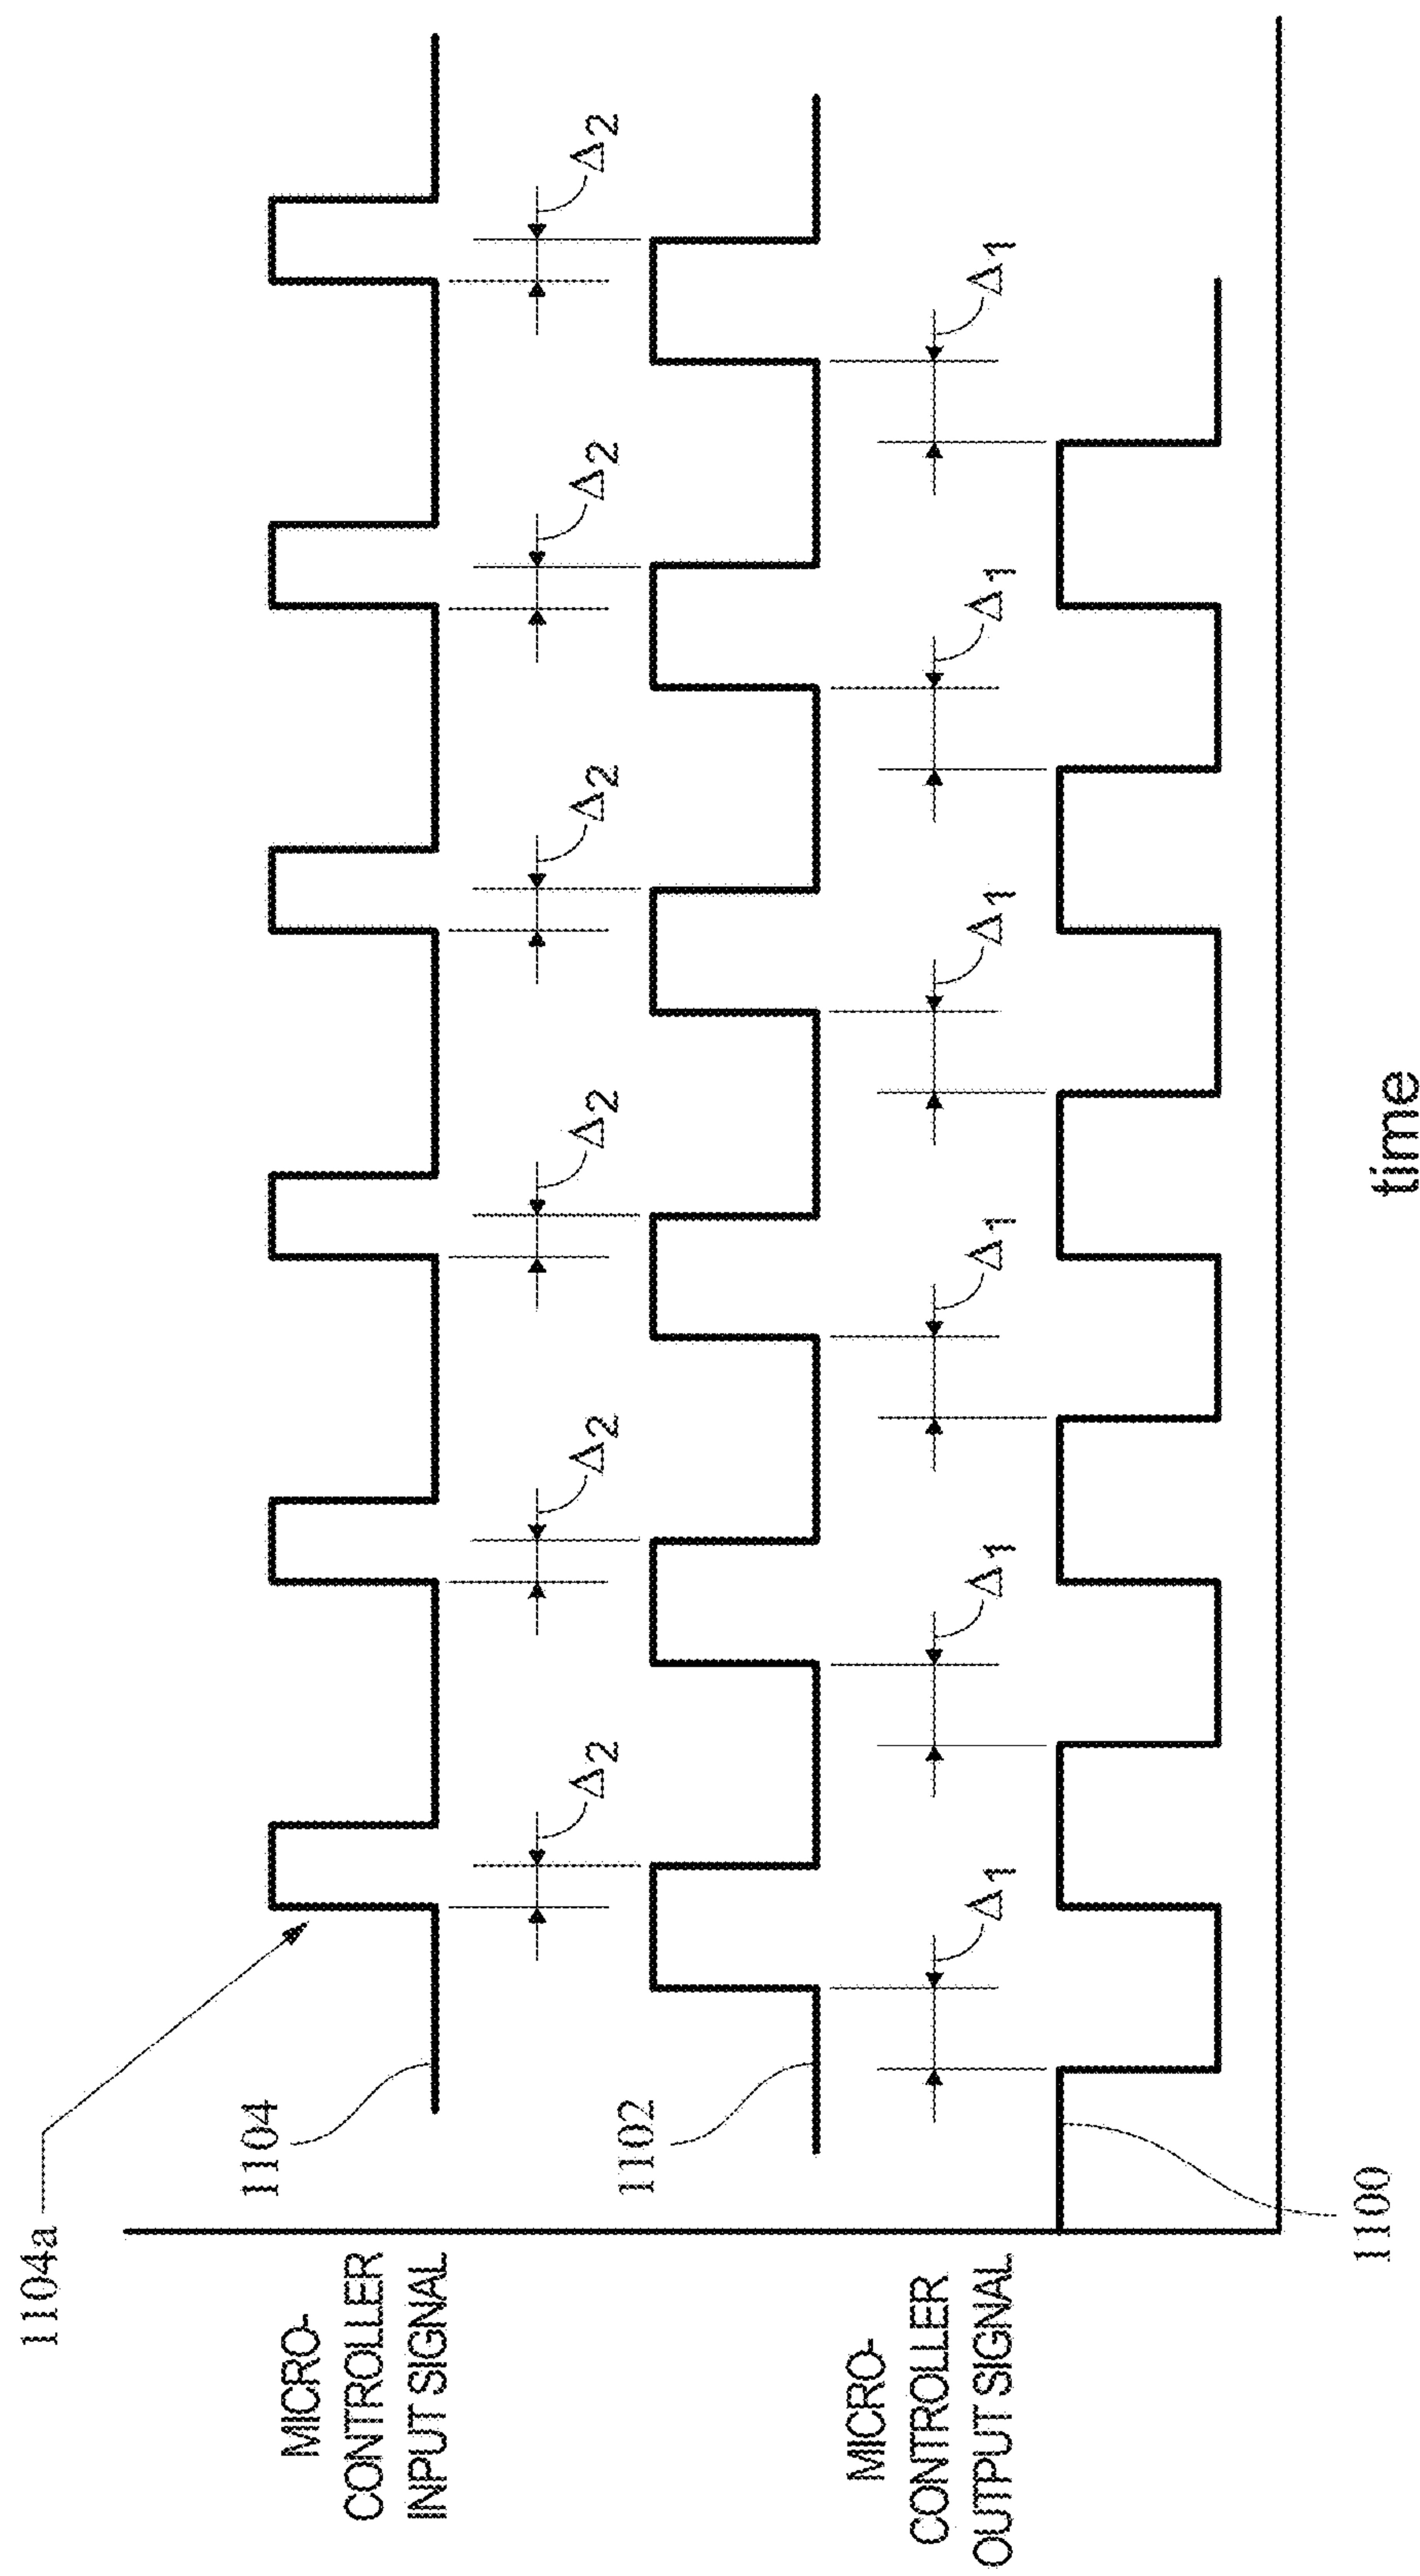 1104a
MICRO-
CONTROLLER
INPUT SIGNAL
1104
Δ2
Δ2
Δ2
Δ2
Δ2
Δ2
1102
MICRO-
CONTROLLER
OUTPUT SIGNAL
Δ1
Δ1
Δ1
Δ1
Δ1
Δ1
1100
time